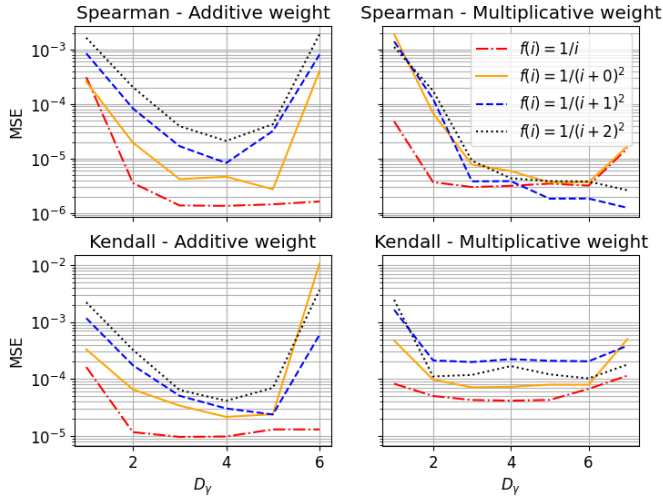 Spearman - Additive weight
Spearman - Multiplicative weight
MSE
10⁻³
10⁻⁴
10⁻⁵
10⁻⁶
f(i) = 1/i
f(i) = 1/(i + 0)²
f(i) = 1/(i + 1)²
f(i) = 1/(i + 2)²
Kendall - Additive weight
Kendall - Multiplicative weight
MSE
10⁻²
10⁻³
10⁻⁴
10⁻⁵
2 4 6
2 4 6
Dᵧ
Dᵧ